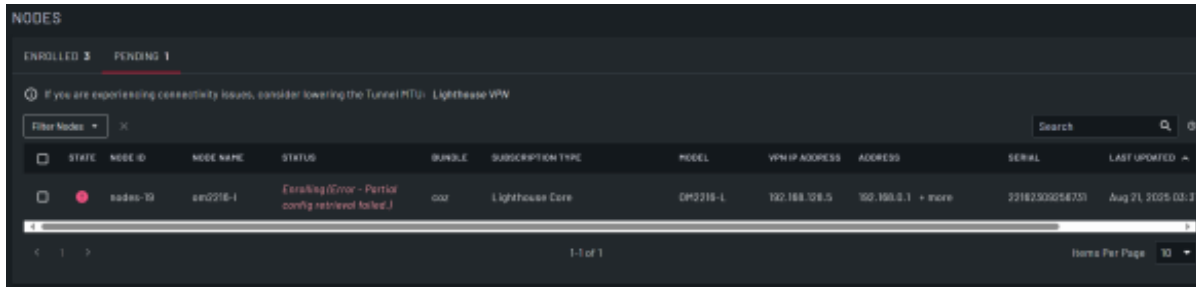 NODES
ENROLLED 3 PENDING 1
If you are experiencing connectivity issues, consider lowering the Tunnel MTU: Lighthouse VPN
Filter Nodes
Search
STATE NODE ID NODE NAME STATUS BUNDLE SUBSCRIPTION TYPE MODEL VPN IP ADDRESS ADDRESS SERIAL LAST UPDATED
nodes-19 om2216-l Enrolling (Error - Partial config retrieval failed.) Lighthouse Core OM2216-L 192.168.128.5 192.168.0.1 + more Aug 21, 2025
1
1-1 of 1
Items Per Page 10